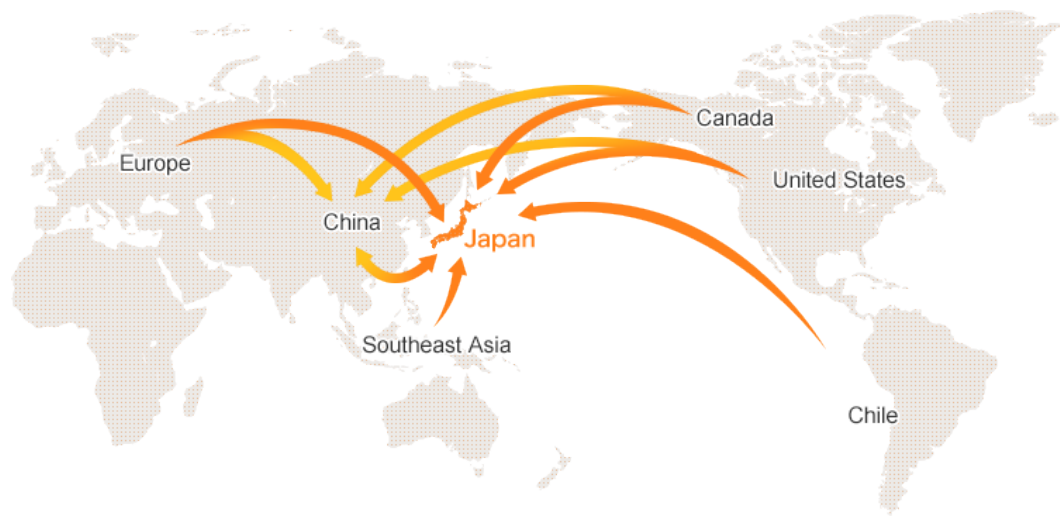 Canada
Europe
United States
China
Japan
Southeast Asia
Chile